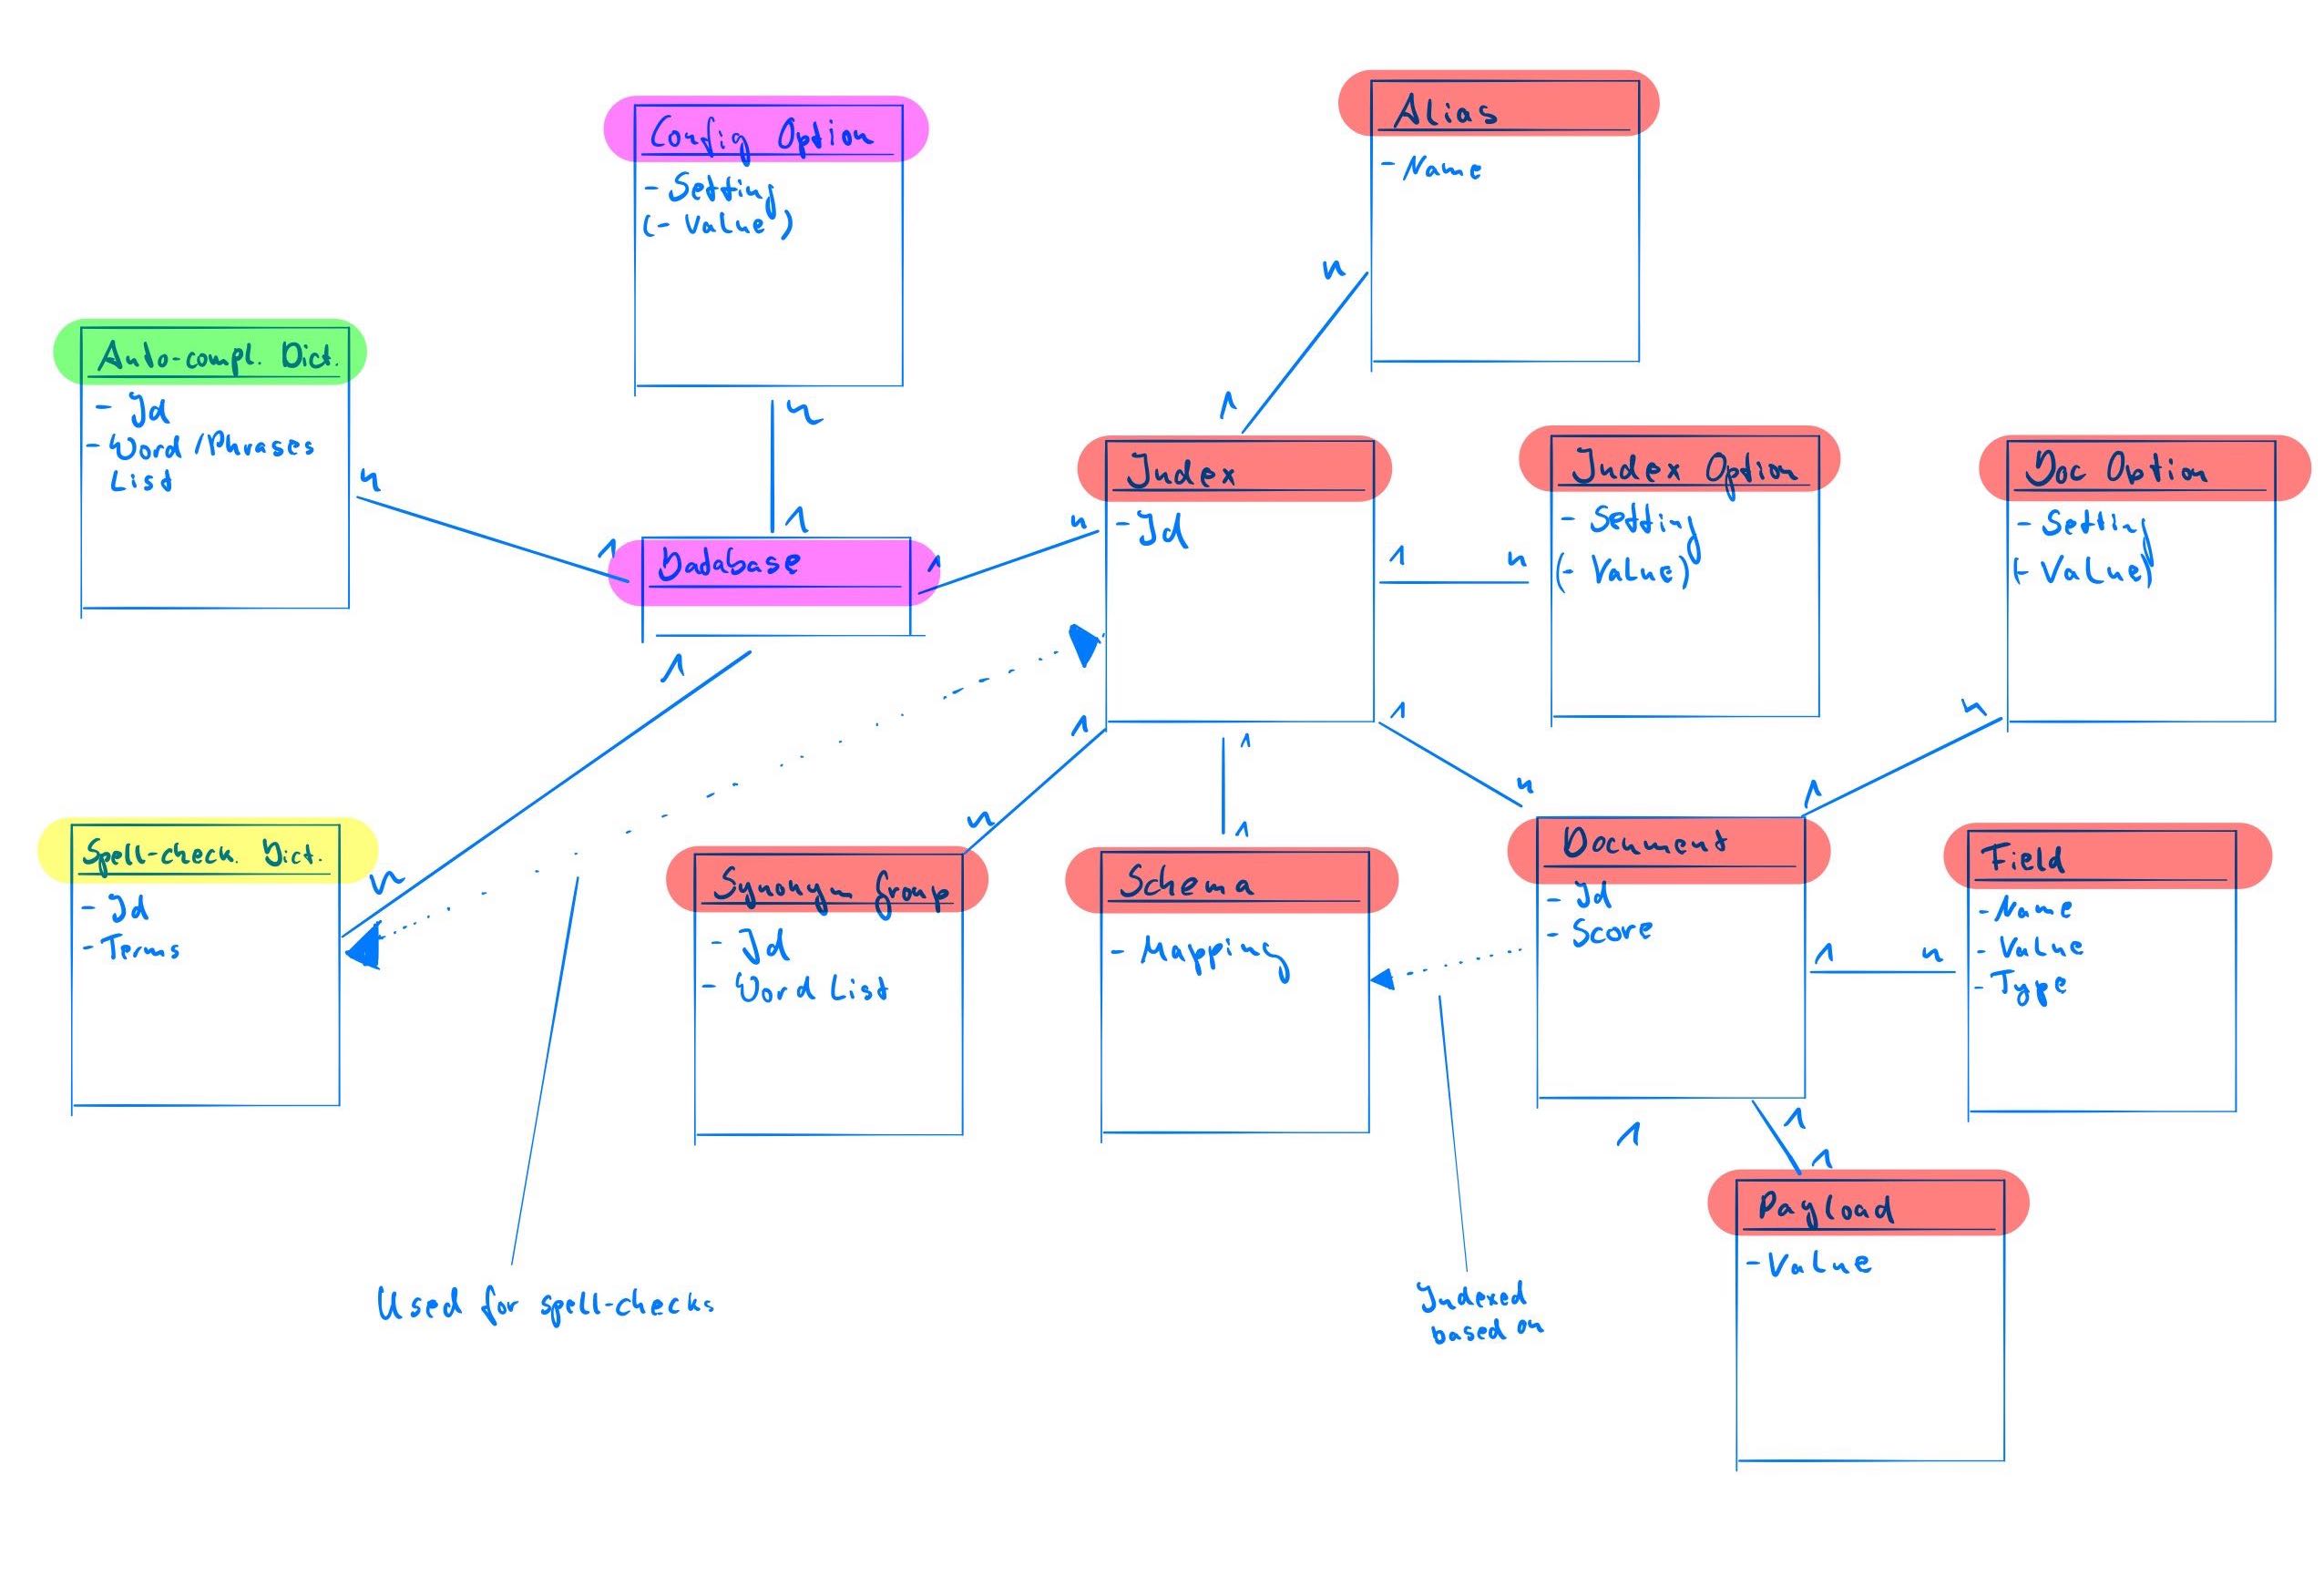 Config Option
- Setting
(- Value)
Alias
- Name
n
1
Auto-compl. Dict.
- Id
- Word/Phrases
List
n
1
n
1
Database
1
n
1
Index
- Id
1
n
Index Option
- Setting
(- Value)
Doc Option
- Setting
(- Value)
n
1
1
n
1
n
1
1
Spell-check. Dict.
- Id
- Terms
n
Synonym Group
- Id
- Word List
Schema
- Mapping
Document
- Id
- Score
1
n
Field
- Name
- Value
- Type
1
1
1
Payload
- Value
Used for spell-checks
Indexed
based on